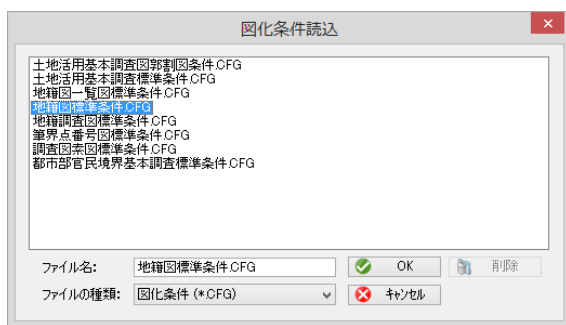 図化条件読込
土地活用基本調査図郭割図条件.CFG
土地活用基本調査標準条件.CFG
地籍図一覧図標準条件.CFG
地籍図標準条件.CFG
地籍調査図標準条件.CFG
筆界点番号図標準条件.CFG
調査図素図標準条件.CFG
都市部官民境界基本調査標準条件.CFG
ファイル名: 地籍図標準条件.CFG OK 削除
ファイルの種類: 図化条件 (*.CFG) キャンセル